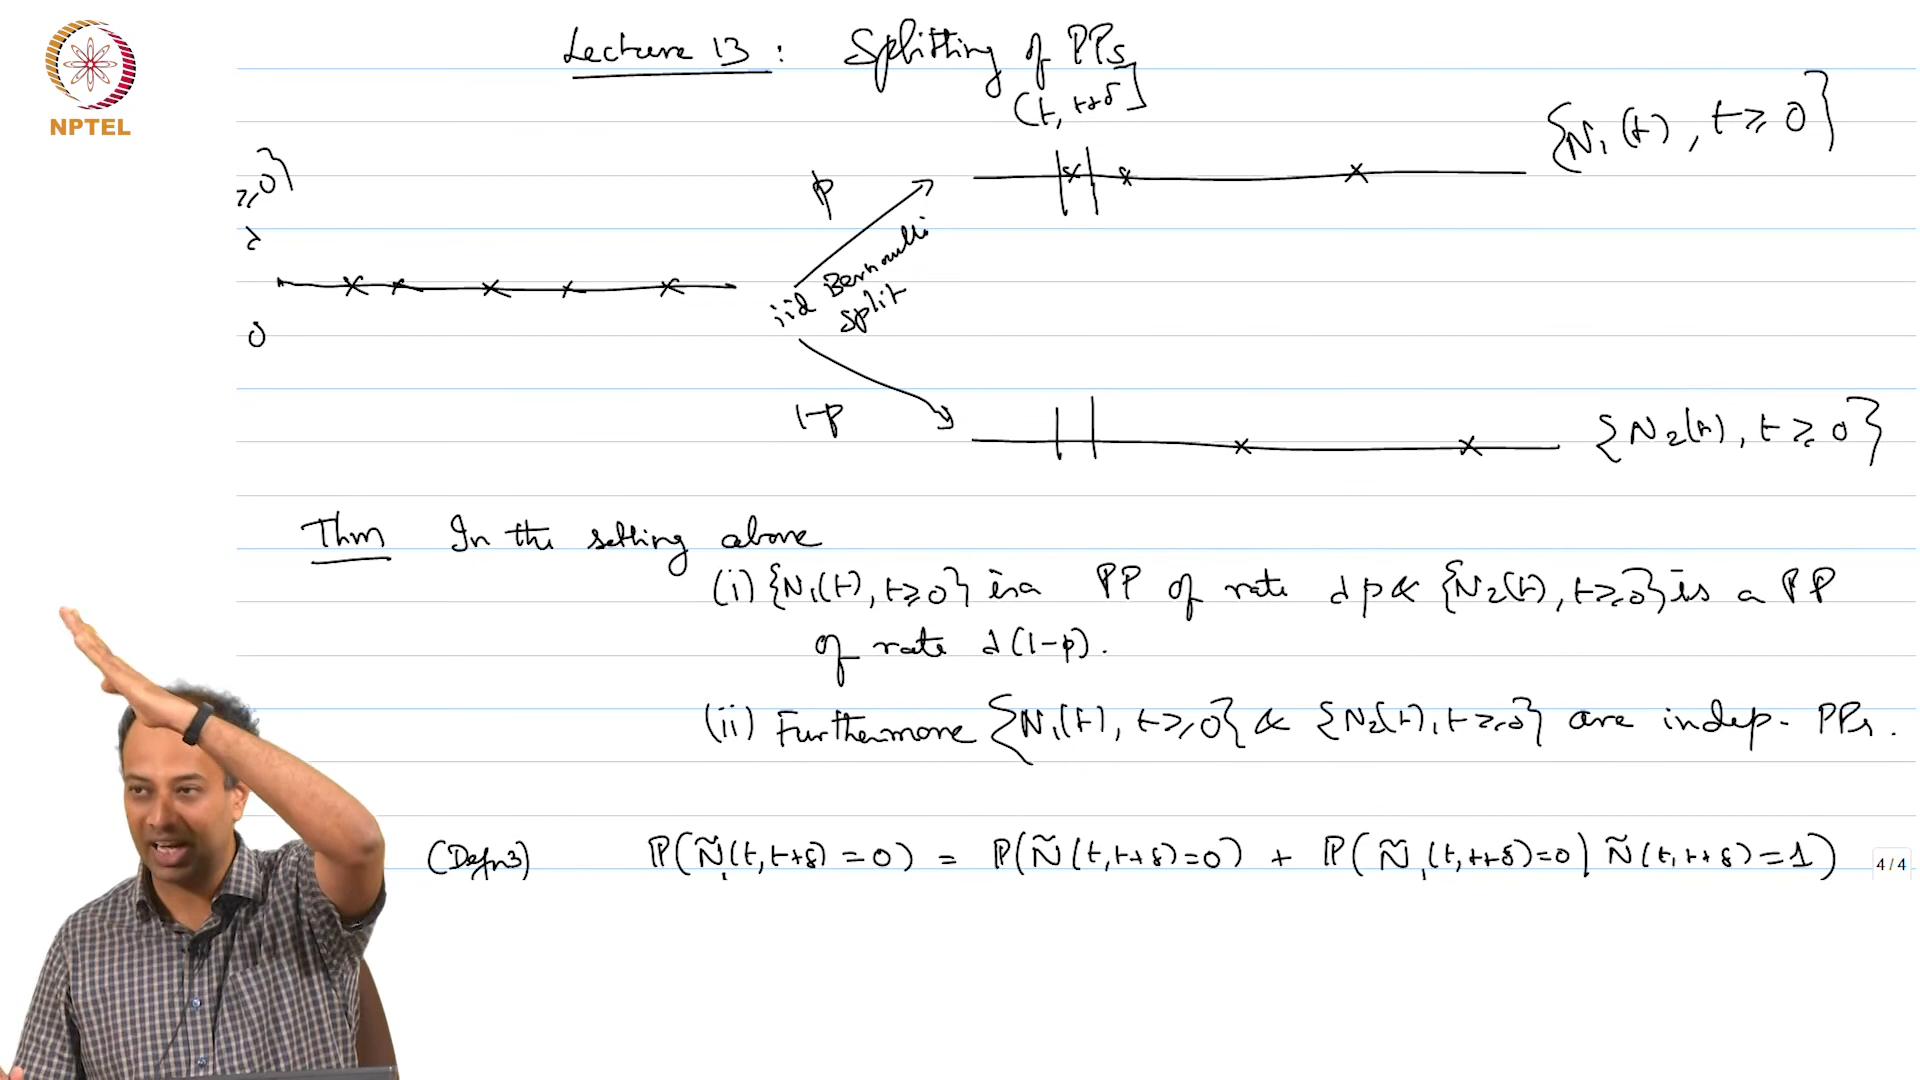 NPTEL
Lecture 13 : Splitting of PPs
(t, t+δ]
{N₁(t), t ≥ 0}
≥, 0}
λ
p
iid Bernoulli split
0
1-p
{N₂(t), t ≥ 0}
Thm In the setting above
(i) {N₁(t), t ≥ 0} is a PP of rate λp & {N₂(t), t ≥ 0} is a PP
of rate λ(1-p).
(ii) Furthermore {N₁(t), t ≥ 0} & {N₂(t), t ≥ 0} are indep. PPs.
(Defn 3) ℙ(Ñ₁(t, t+δ) = 0) = ℙ(Ñ(t, t+δ) = 0) + ℙ(Ñ₁(t, t+δ) = 0 | Ñ(t, t+δ) = 1)
4/4